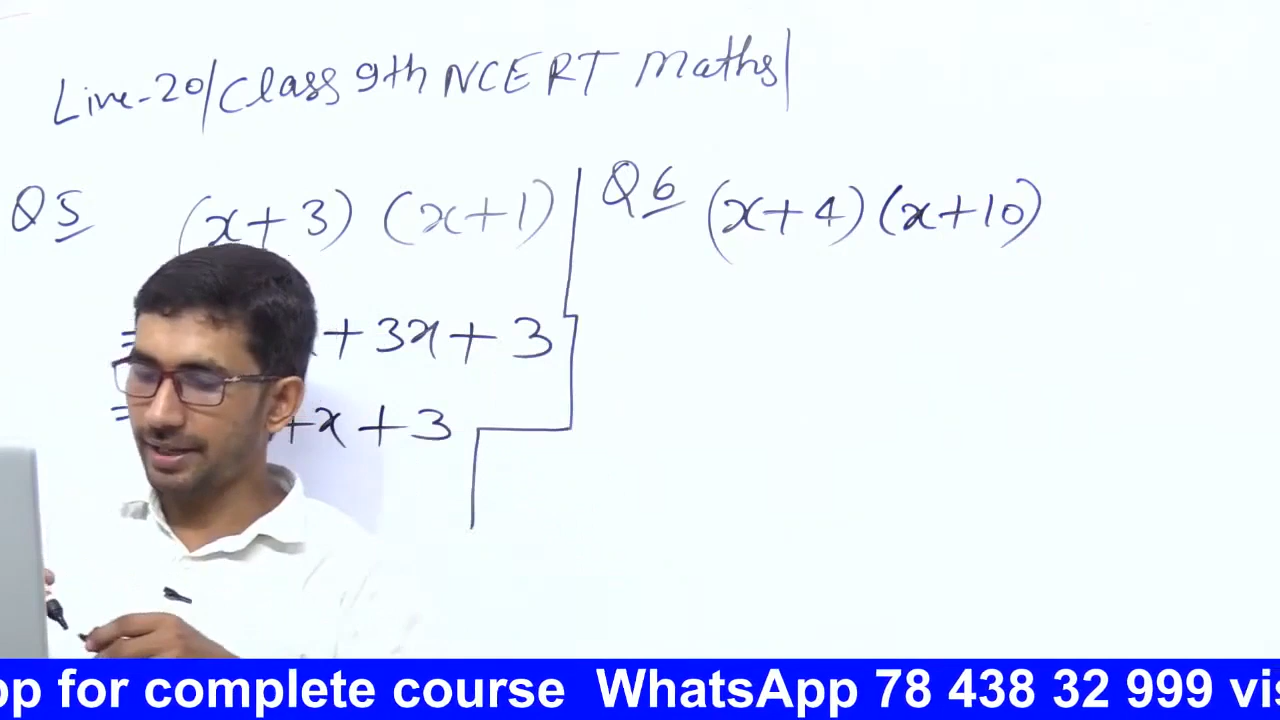 Live-20/Class 9th NCERT Maths|
Q5 (x+3) (x+1)
= + 3x + 3
= +x + 3
Q6 (x+4) (x+10)
pp for complete course WhatsApp 78 438 32 999 vis